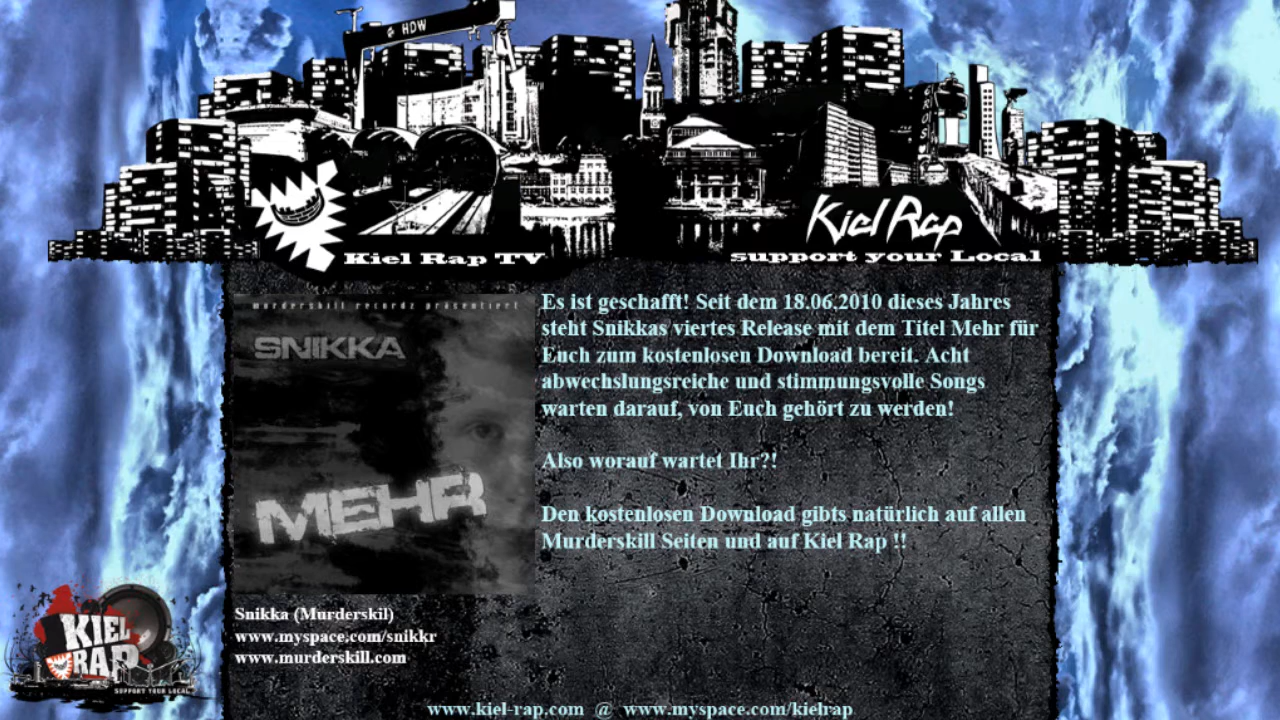 HDW
Kiel Rap
Kiel Rap TV
support your Local
murderskill recordz präsentiert
SNIKKA
MEHR
Es ist geschafft! Seit dem 18.06.2010 dieses Jahres
steht Snikkas viertes Release mit dem Titel Mehr für
Euch zum kostenlosen Download bereit. Acht
abwechslungsreiche und stimmungsvolle Songs
warten darauf, von Euch gehört zu werden!
Also worauf wartet Ihr?!
Den kostenlosen Download gibts natürlich auf allen
Murderskill Seiten und auf Kiel Rap !!
Snikka (Murderskil)
www.myspace.com/snikkr
www.murderskill.com
KIEL
RAP
SUPPORT YOUR LOCAL
www.kiel-rap.com @ www.myspace.com/kielrap